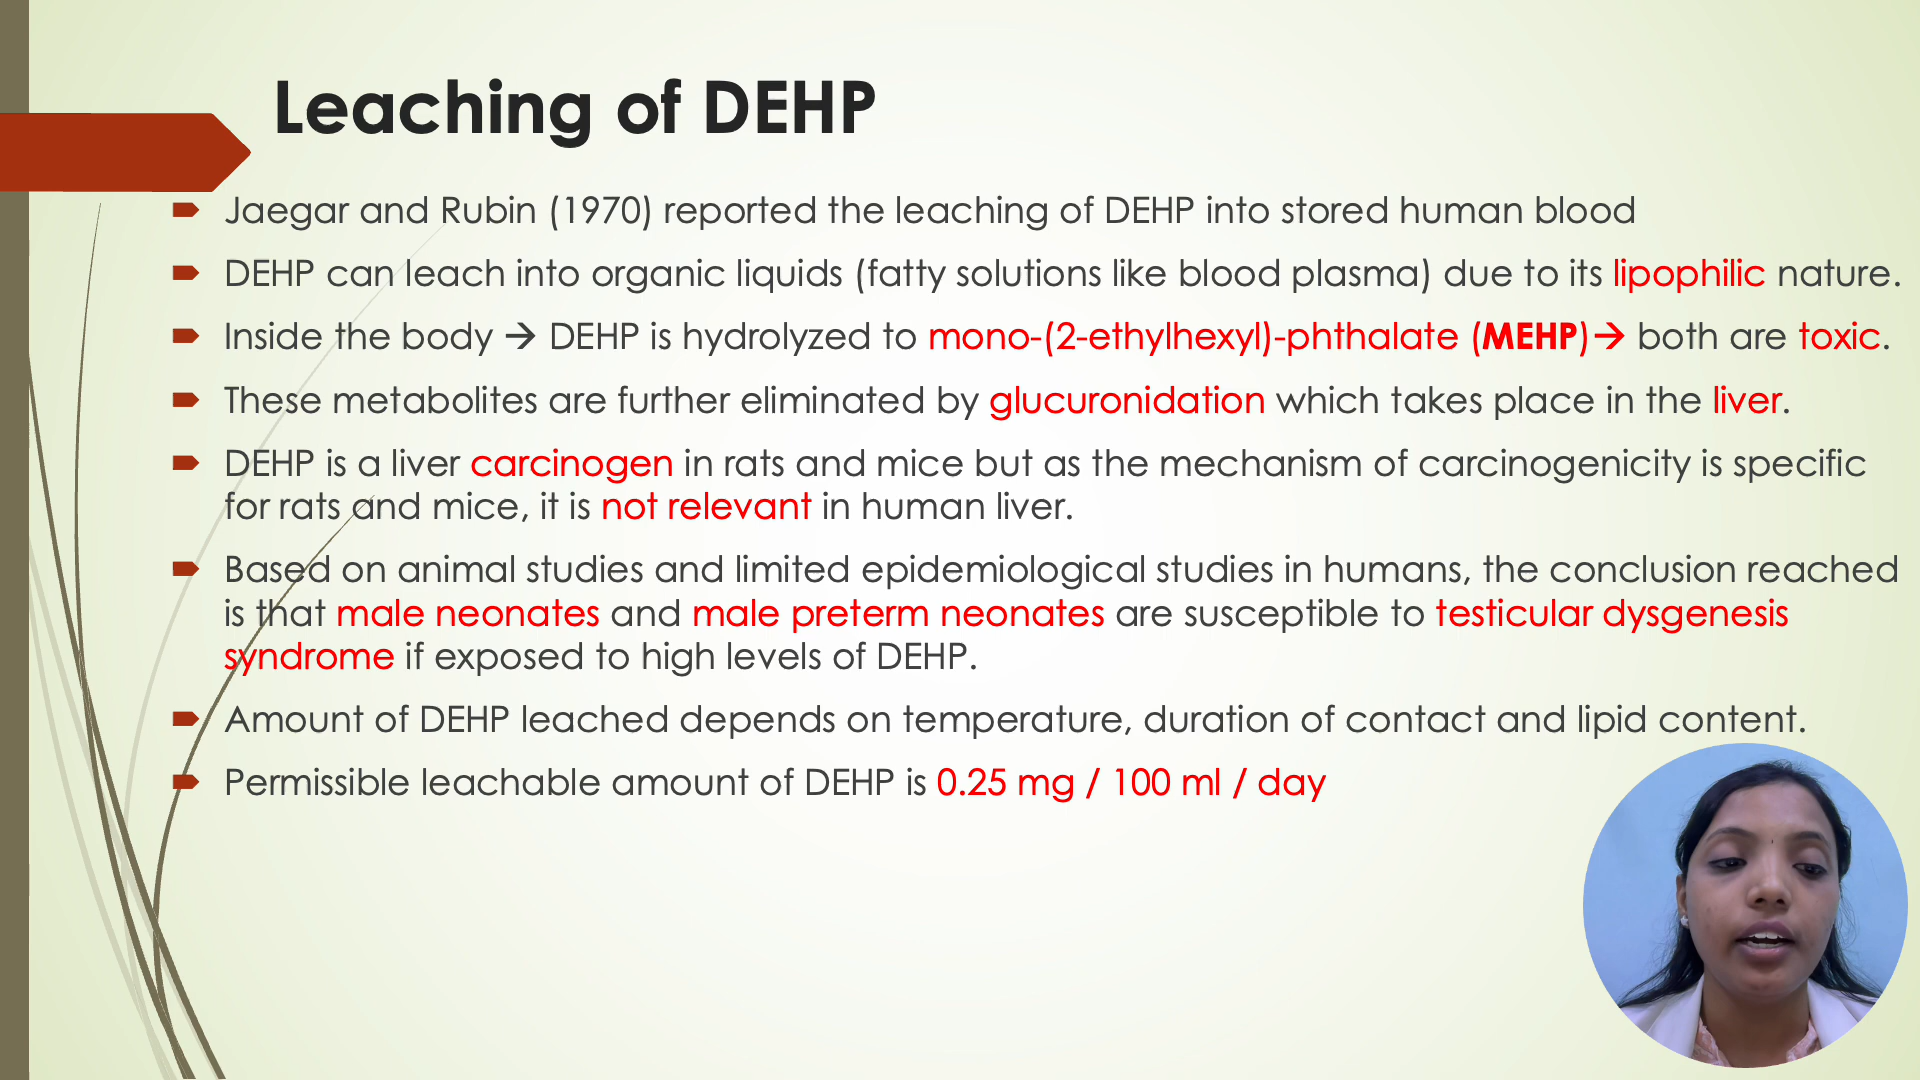 Leaching of DEHP
Jaegar and Rubin (1970) reported the leaching of DEHP into stored human blood
DEHP can leach into organic liquids (fatty solutions like blood plasma) due to its lipophilic nature.
Inside the body → DEHP is hydrolyzed to mono-(2-ethylhexyl)-phthalate (MEHP)→ both are toxic.
These metabolites are further eliminated by glucuronidation which takes place in the liver.
DEHP is a liver carcinogen in rats and mice but as the mechanism of carcinogenicity is specific
for rats and mice, it is not relevant in human liver.
Based on animal studies and limited epidemiological studies in humans, the conclusion reached
is that male neonates and male preterm neonates are susceptible to testicular dysgenesis
syndrome if exposed to high levels of DEHP.
Amount of DEHP leached depends on temperature, duration of contact and lipid content.
Permissible leachable amount of DEHP is 0.25 mg / 100 ml / day